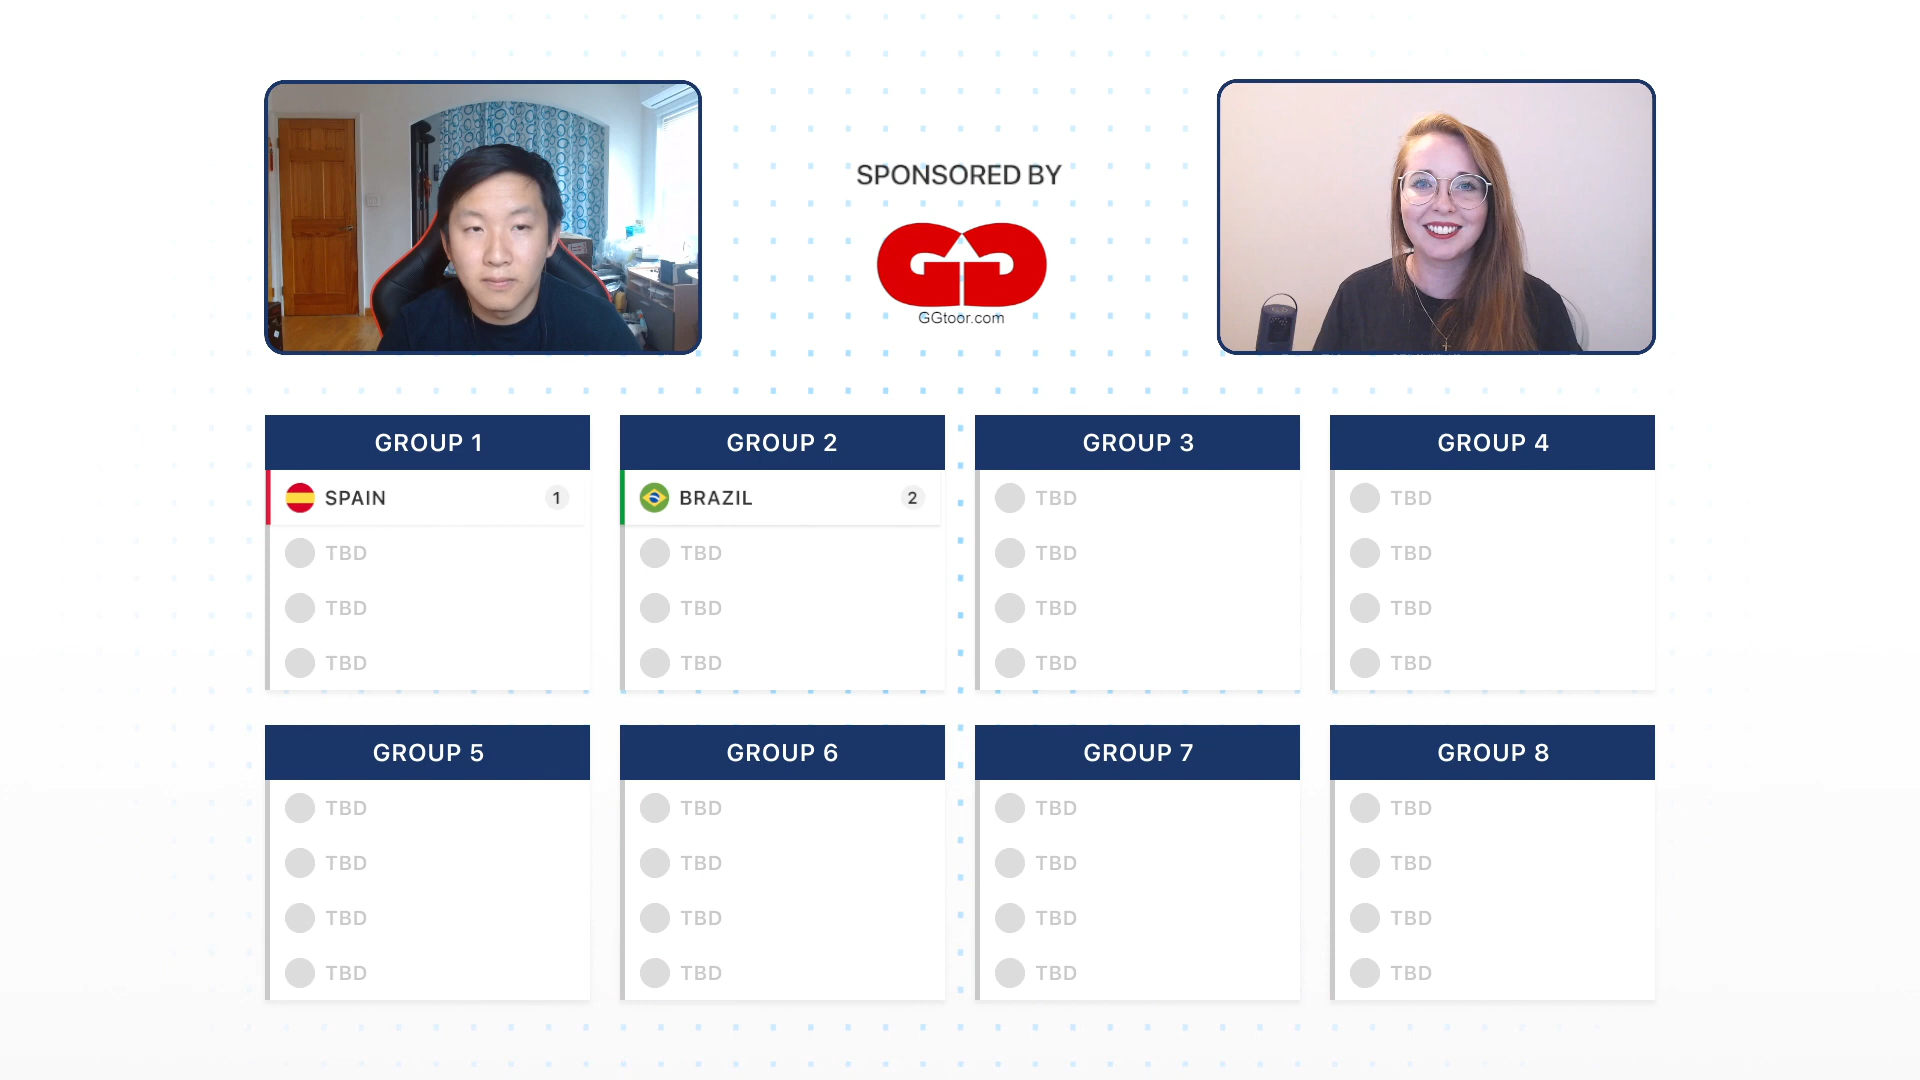 SPONSORED BY
GGtoor.com
GROUP 1
SPAIN 1
TBD
TBD
TBD
GROUP 2
BRAZIL 2
TBD
TBD
TBD
GROUP 3
TBD
TBD
TBD
TBD
GROUP 4
TBD
TBD
TBD
TBD
GROUP 5
TBD
TBD
TBD
TBD
GROUP 6
TBD
TBD
TBD
TBD
GROUP 7
TBD
TBD
TBD
TBD
GROUP 8
TBD
TBD
TBD
TBD